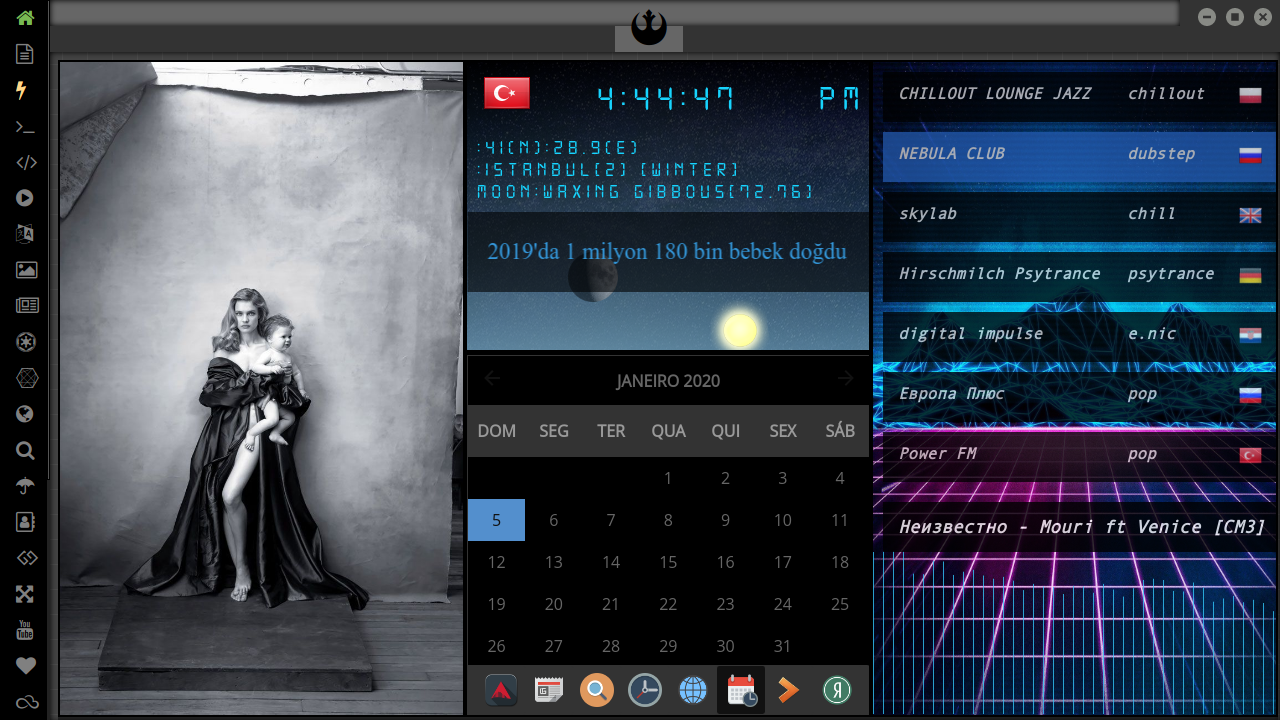 4:44:47 PM
:41(N):28.9(E)
:ISTANBUL(2) (WINTER)
MOON:WAXING GIBBOUS(72.76)
2019'da 1 milyon 180 bin bebek doğdu
JANEIRO 2020
DOM SEG TER QUA QUI SEX SÁB
1 2 3 4
5 6 7 8 9 10 11
12 13 14 15 16 17 18
19 20 21 22 23 24 25
26 27 28 29 30 31
CHILLOUT LOUNGE JAZZ chillout
NEBULA CLUB dubstep
skylab chill
Hirschmilch Psytrance psytrance
digital impulse e.nic
Европа Плюс pop
Power FM pop
Неизвестно - Mouri ft Venice [CM3]
You
Tube
Я